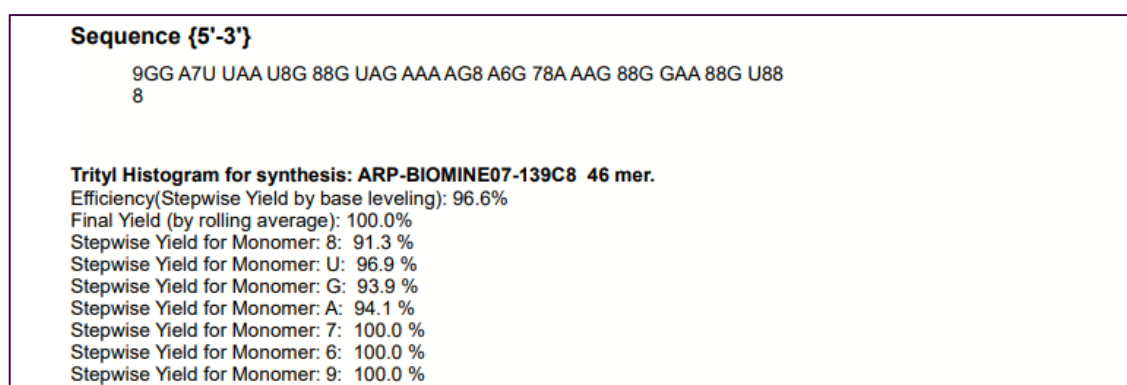 Sequence {5'-3'}
9GG A7U UAA U8G 88G UAG AAA AG8 A6G 78A AAG 88G GAA 88G U88
8
Trityl Histogram for synthesis: ARP-BIOMINE07-139C8 46 mer.
Efficiency(Stepwise Yield by base leveling): 96.6%
Final Yield (by rolling average): 100.0%
Stepwise Yield for Monomer: 8: 91.3 %
Stepwise Yield for Monomer: U: 96.9 %
Stepwise Yield for Monomer: G: 93.9 %
Stepwise Yield for Monomer: A: 94.1 %
Stepwise Yield for Monomer: 7: 100.0 %
Stepwise Yield for Monomer: 6: 100.0 %
Stepwise Yield for Monomer: 9: 100.0 %